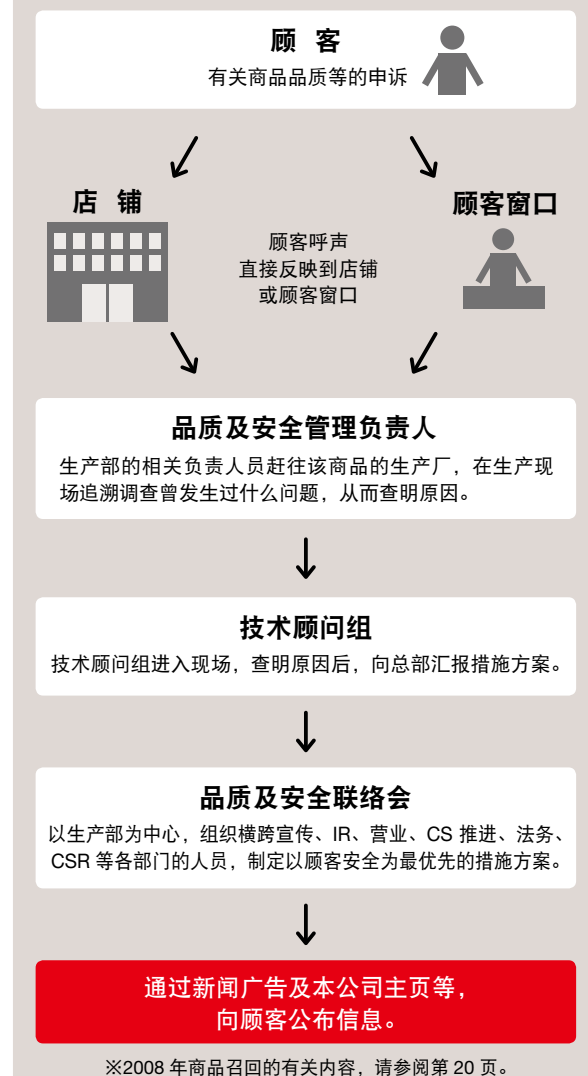 顾 客
有关商品品质等的申诉
店 铺
顾客窗口
顾客呼声
直接反映到店铺
或顾客窗口
品质及安全管理负责人
生产部的相关负责人员赶往该商品的生产厂，在生产现
场追溯调查曾发生过什么问题，从而查明原因。
技术顾问组
技术顾问组进入现场，查明原因后，向总部汇报措施方案。
品质及安全联络会
以生产部为中心，组织横跨宣传、IR、营业、CS 推进、法务、
CSR 等各部门的人员，制定以顾客安全为最优先的措施方案。
通过新闻广告及本公司主页等，
向顾客公布信息。
※2008 年商品召回的有关内容，请参阅第 20 页。